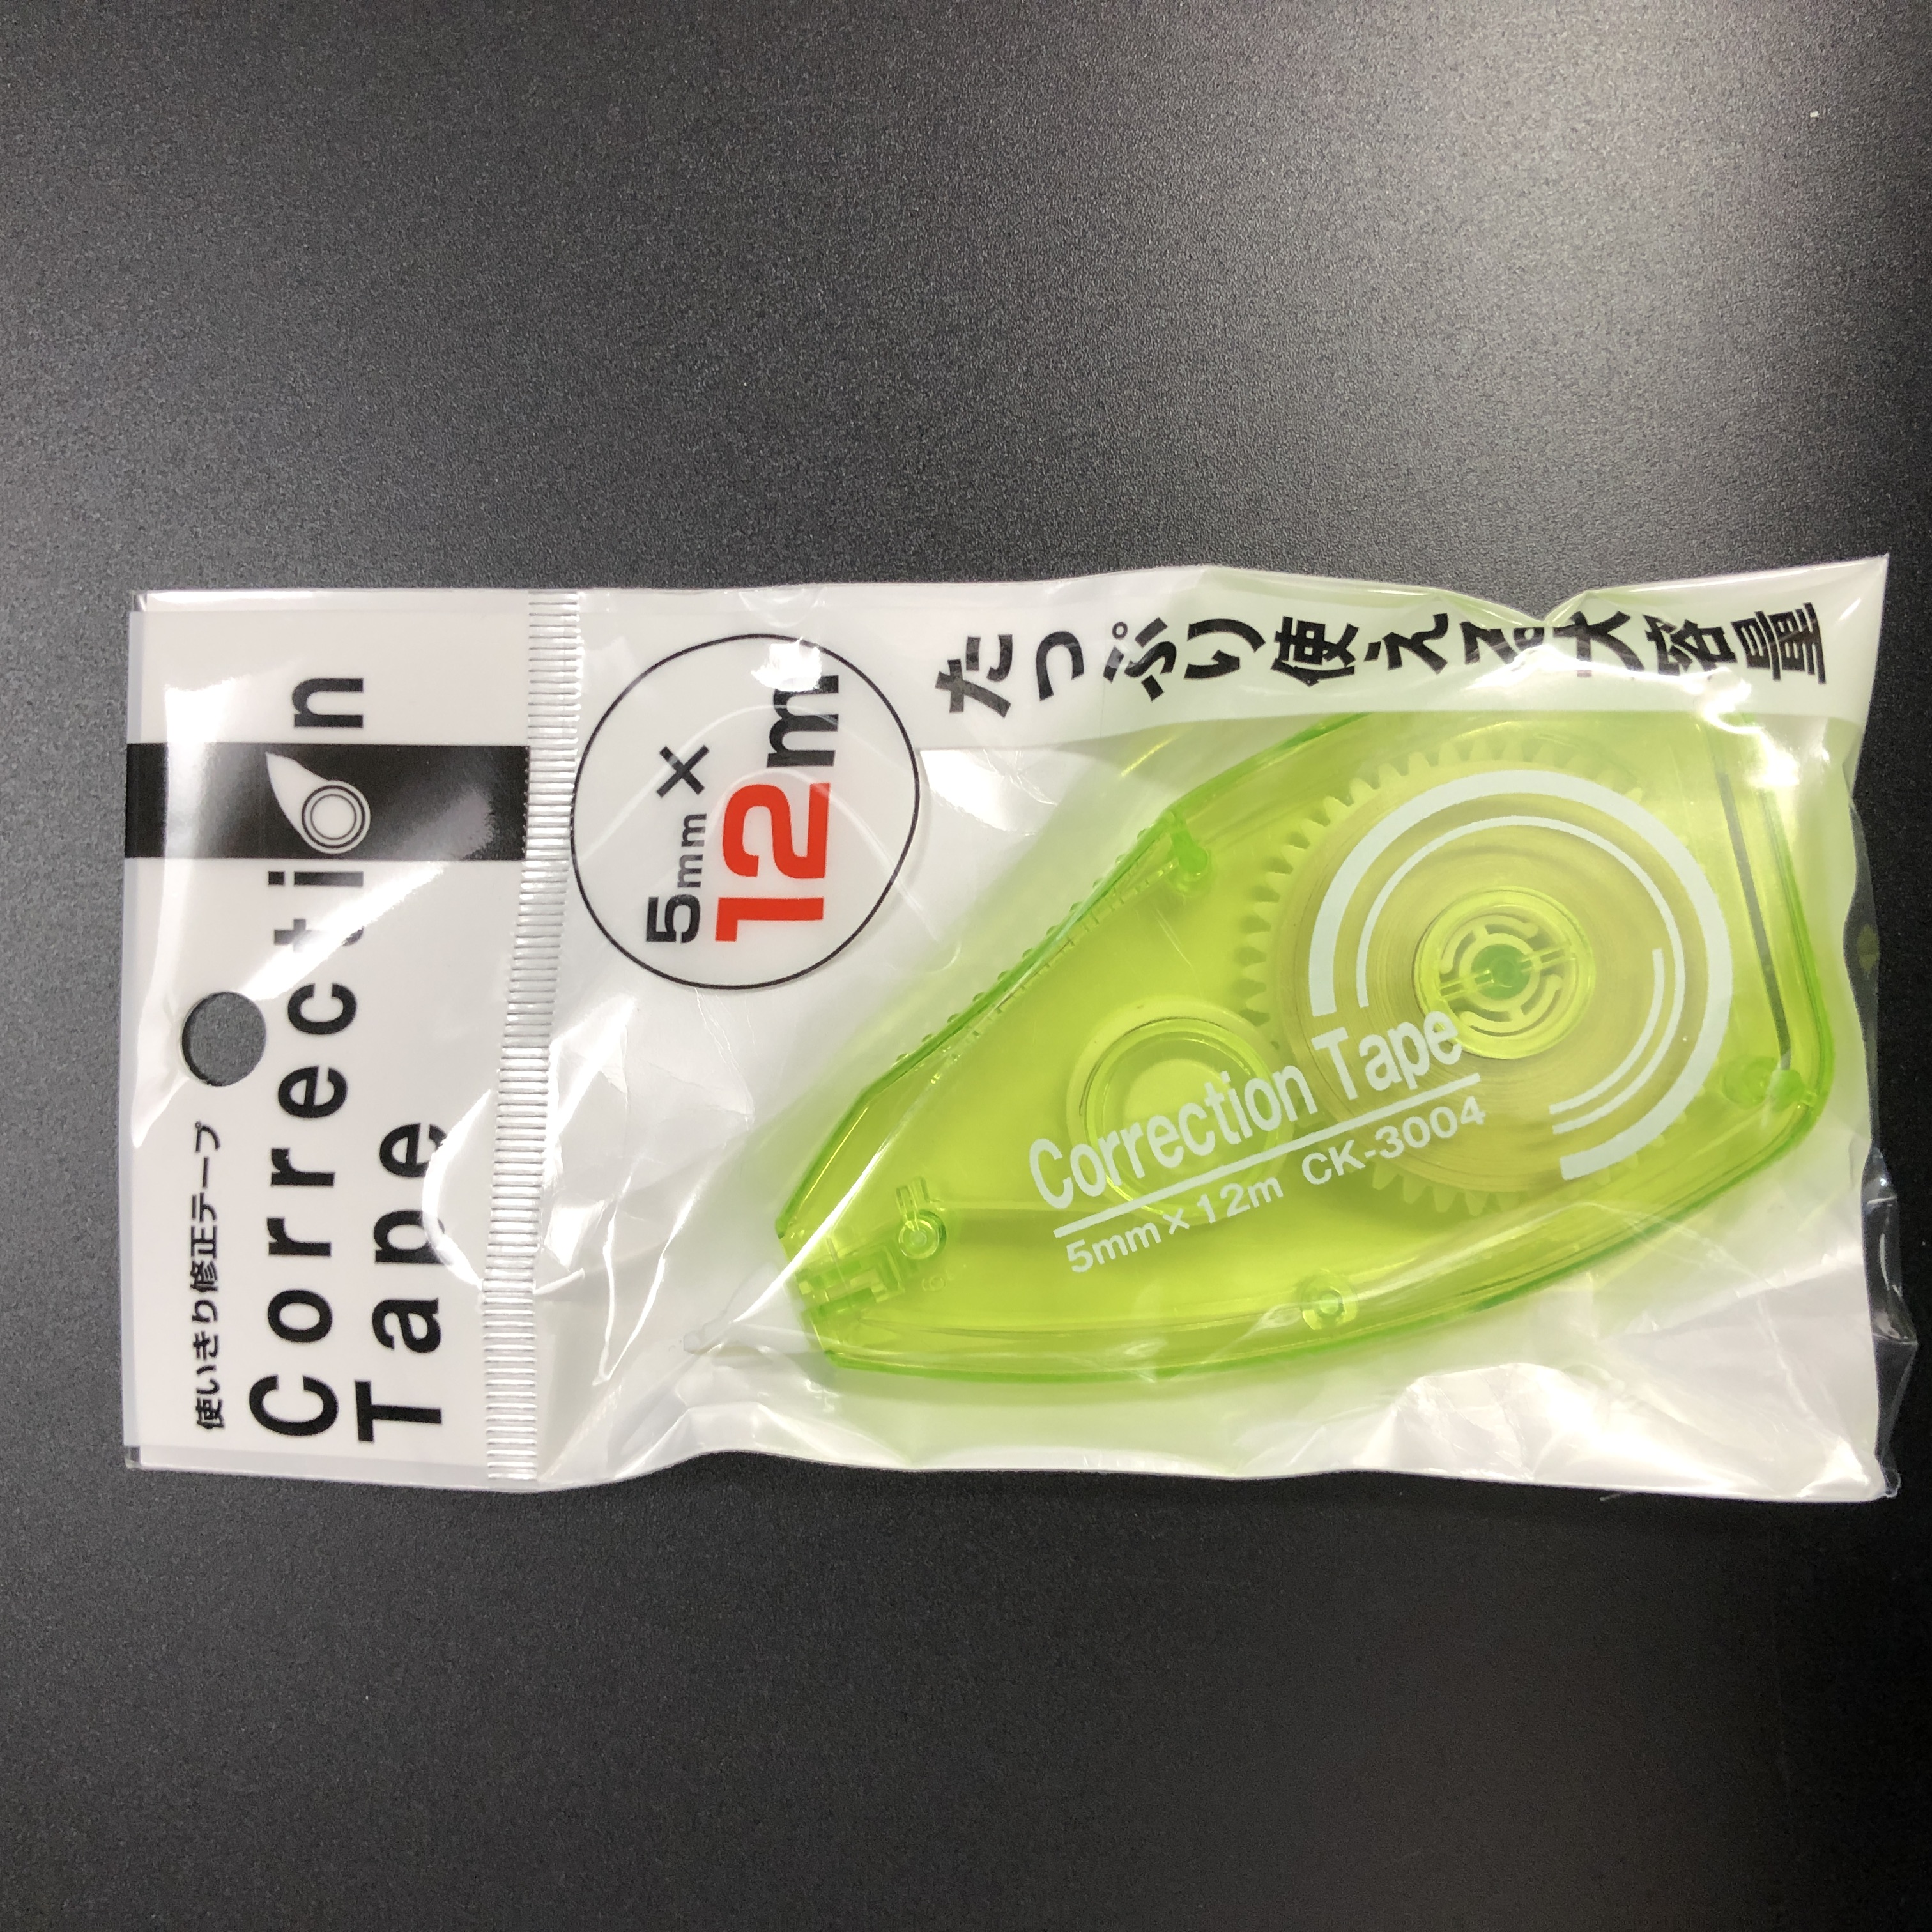 使いきり修正テープ
Correction
Tape
5mm×
12m
たっぷり使える大容量
Correction Tape
5mm×12m CK-3004